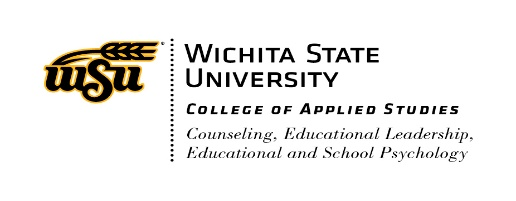 wsu
WICHITA STATE
UNIVERSITY
COLLEGE OF APPLIED STUDIES
Counseling, Educational Leadership,
Educational and School Psychology